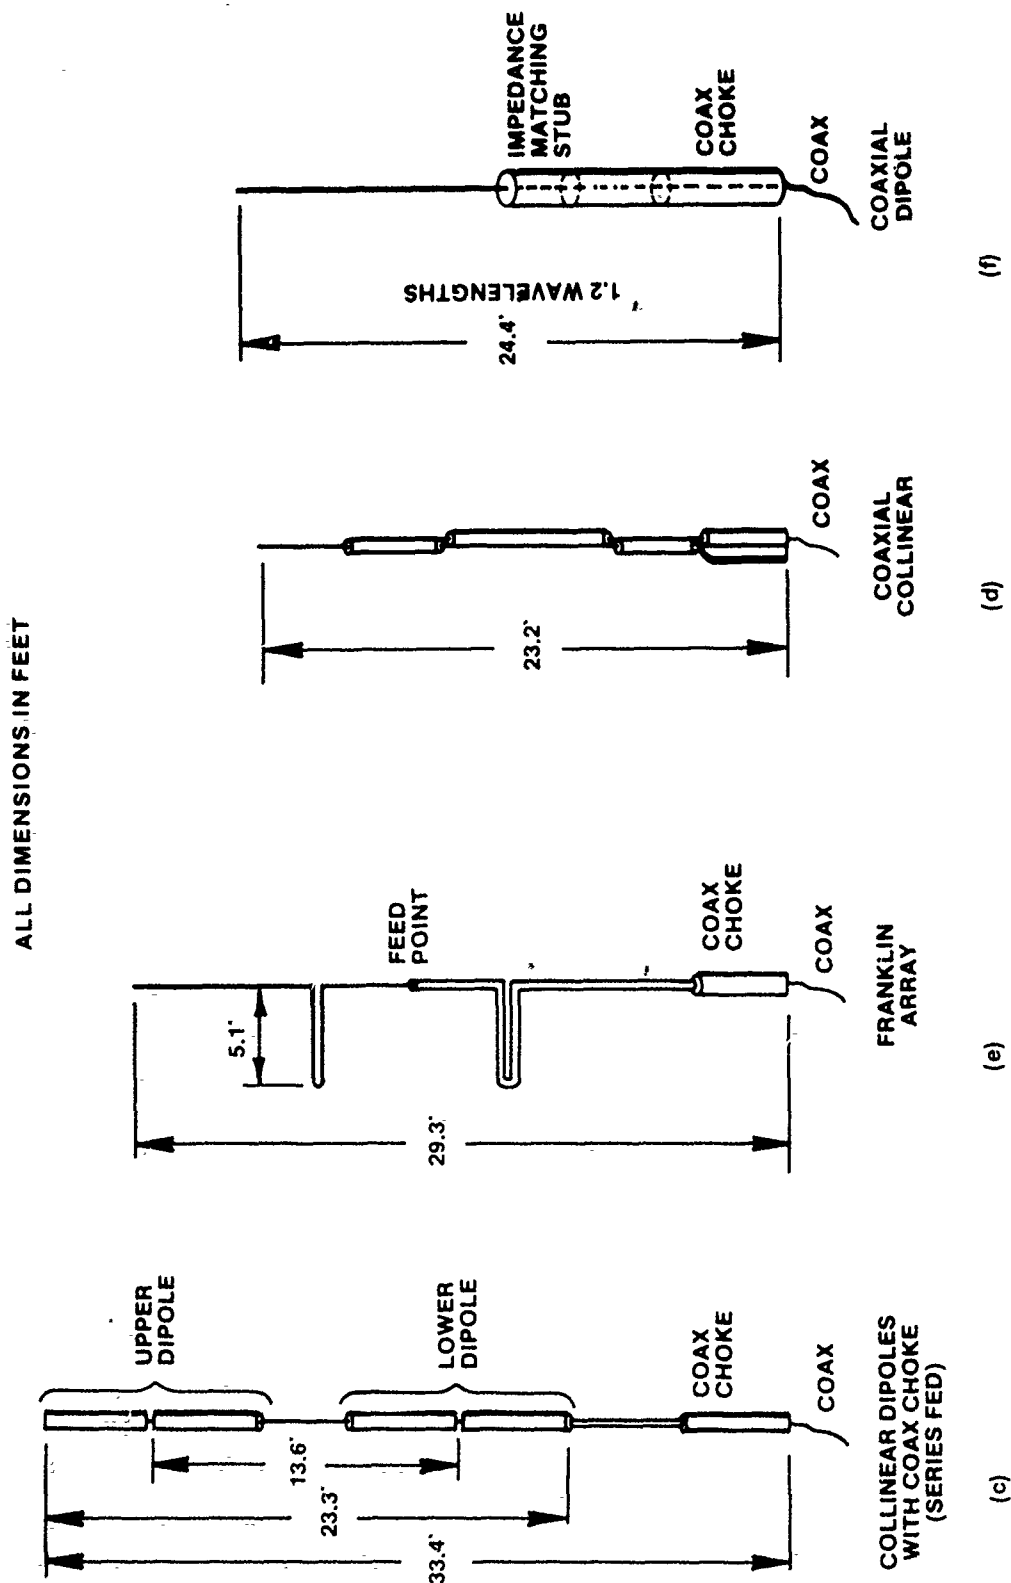 ALL DIMENSIONS IN FEET
UPPER
DIPOLE
LOWER
DIPOLE
13.6'
23.3'
33.4'
COAX
CHOKE
COAX
COLLINEAR DIPOLES
WITH COAX CHOKE
(SERIES FED)
(c)
5.1'
FEED
POINT
29.3'
COAX
CHOKE
COAX
FRANKLIN
ARRAY
(e)
23.2'
COAX
COAXIAL
COLLINEAR
(d)
IMPEDANCE
MATCHING
STUB
1.2 WAVELENGTHS
24.4'
COAX
CHOKE
COAX
COAXIAL
DIPOLE
(f)